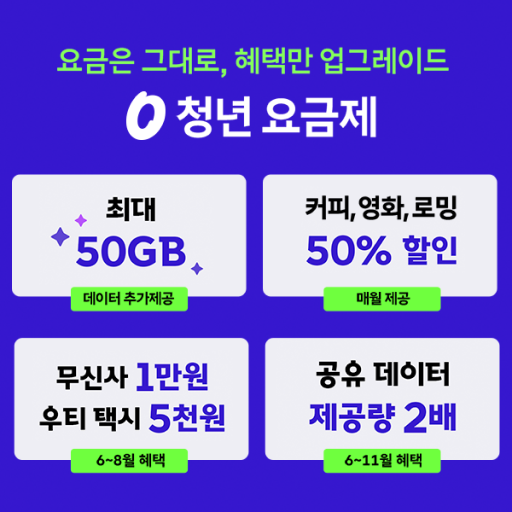 요금은 그대로, 혜택만 업그레이드
0 청년 요금제
최대
50GB
데이터 추가제공
커피, 영화, 로밍
50% 할인
매월 제공
무신사 1만원
우티 택시 5천원
6~8월 혜택
공유 데이터
제공량 2배
6~11월 혜택